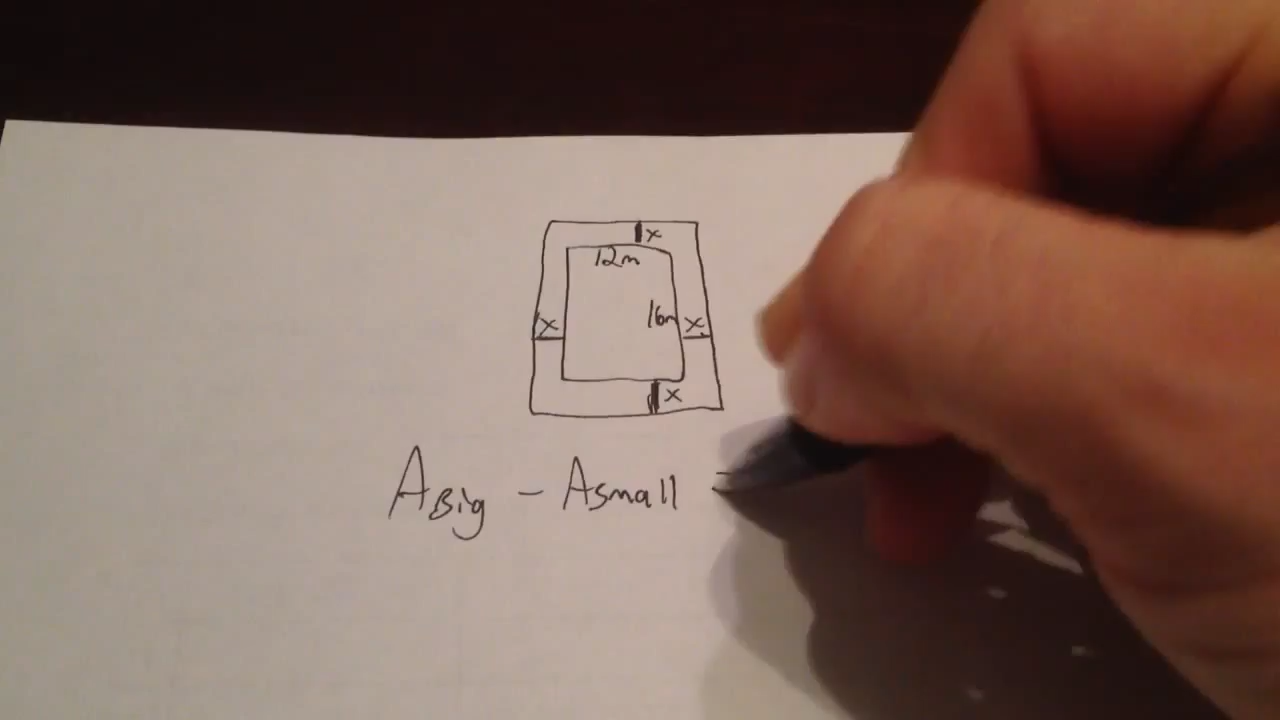 x
12m
x 16m x
x
ABig - Asmall =